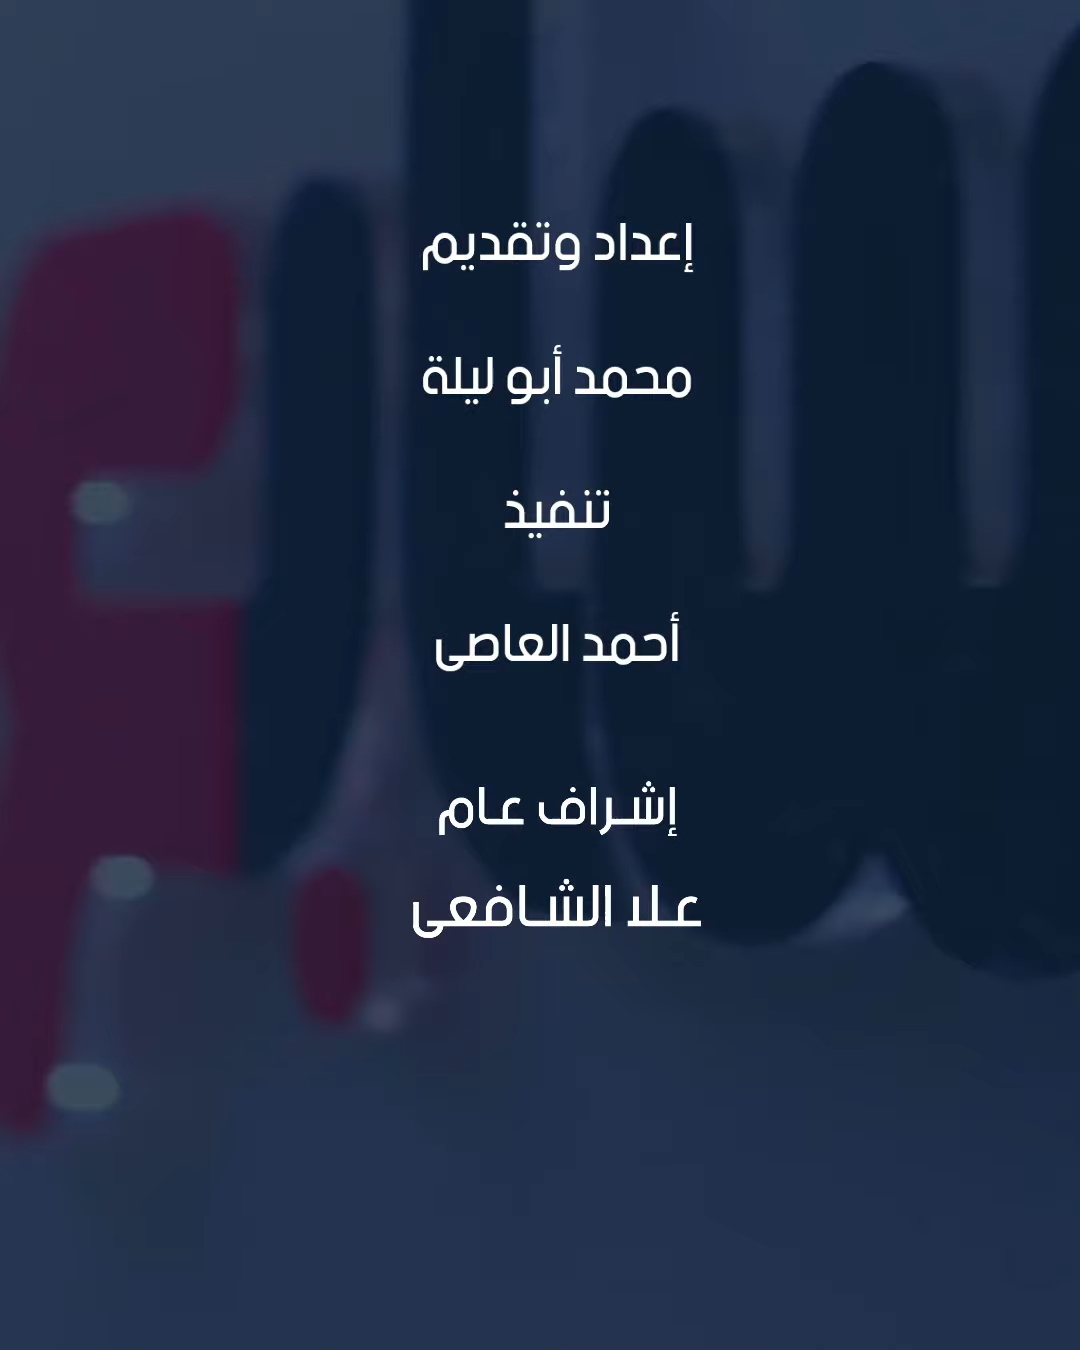 إعداد وتقديم
محمد أبو ليلة
تنفيذ
أحمد العاصى
إشراف عام
علا الشافعى